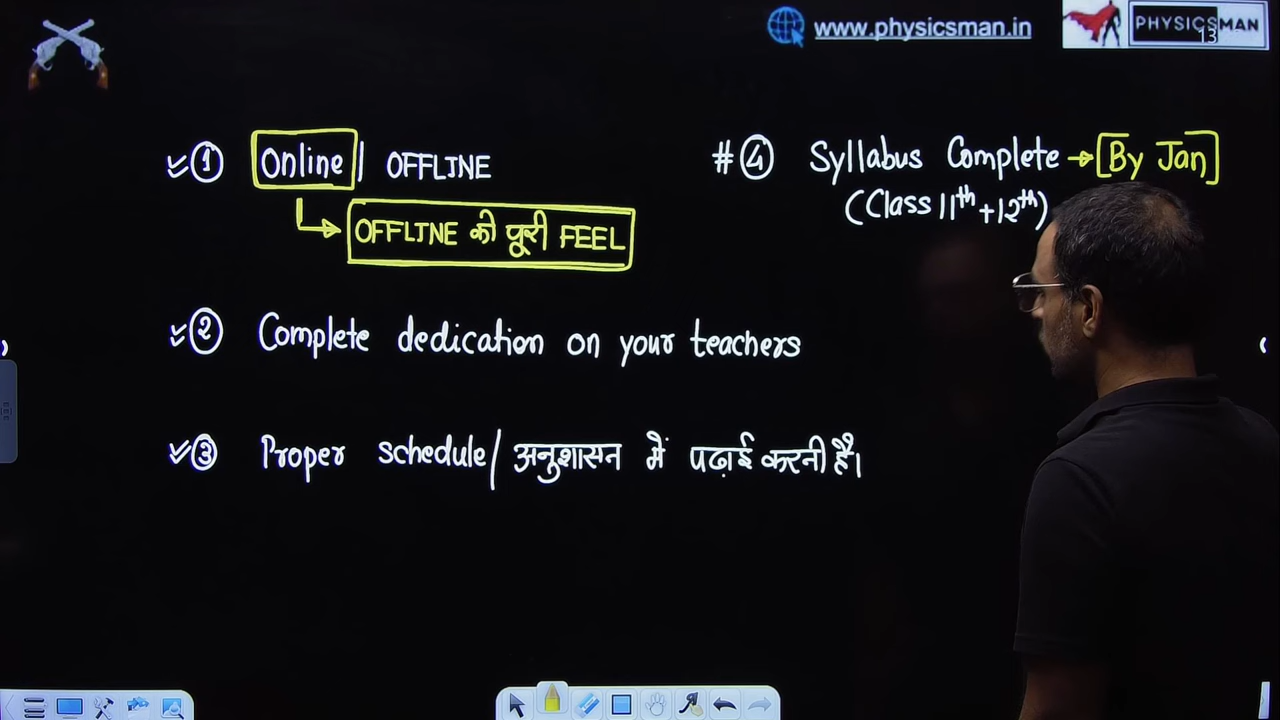 www.physicsman.in
PHYSICSMAN
13
① Online | OFFLINE
OFFLINE की पूरी FEEL
② Complete dedication on your teachers
③ Proper schedule/ अनुशासन में पढाई करनी है।
#④ Syllabus Complete → [By Jan]
(Class 11th + 12th)